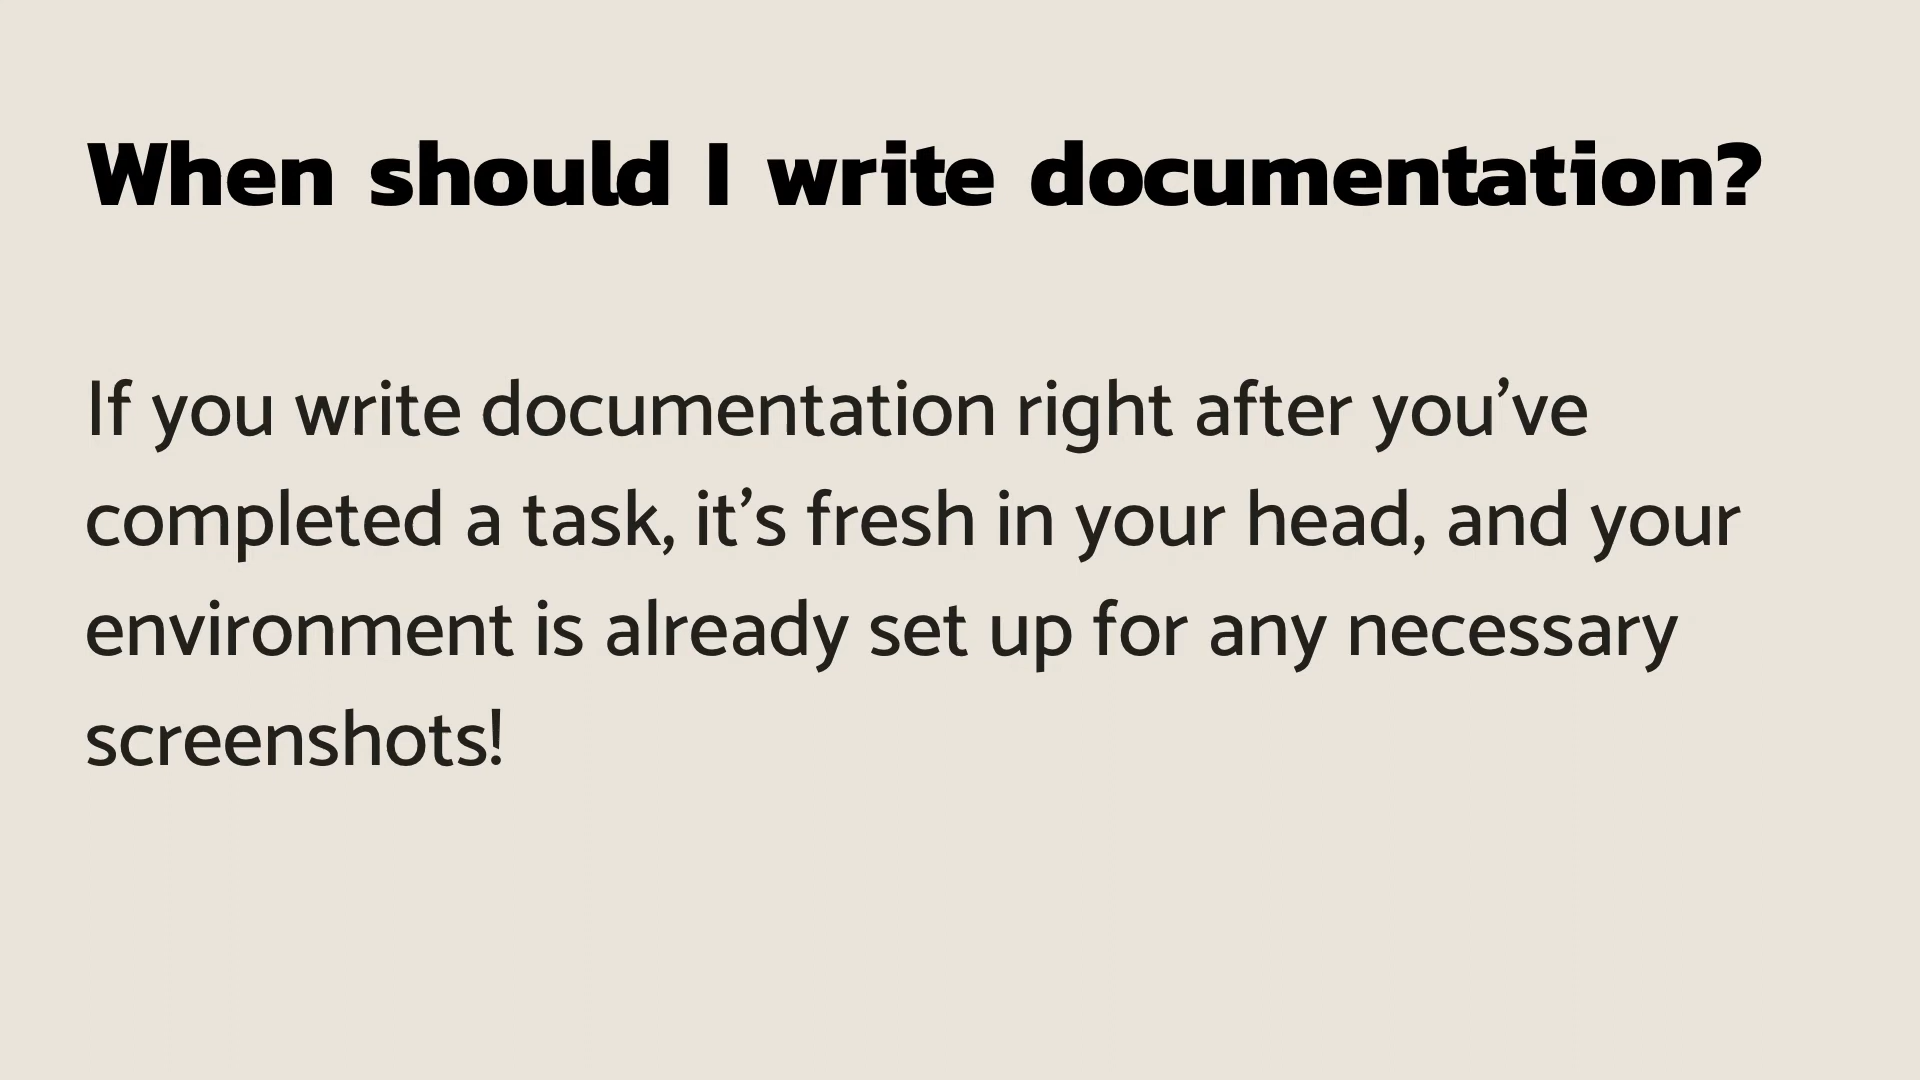 When should I write documentation?
If you write documentation right after you’ve
completed a task, it’s fresh in your head, and your
environment is already set up for any necessary
screenshots!